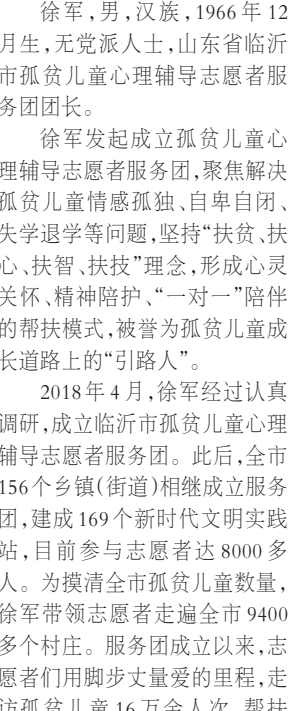 徐军,男,汉族,1966年12
月生,无党派人士,山东省临沂
市孤贫儿童心理辅导志愿者服
务团团长。
徐军发起成立孤贫儿童心
理辅导志愿者服务团,聚焦解决
孤贫儿童情感孤独、自卑自闭、
失学退学等问题,坚持“扶贫、扶
心、扶智、扶技”理念,形成心灵
关怀、精神陪护、“一对一”陪伴
的帮扶模式,被誉为孤贫儿童成
长道路上的“引路人”。
2018年4月,徐军经过认真
调研,成立临沂市孤贫儿童心理
辅导志愿者服务团。此后,全市
156个乡镇(街道)相继成立服务
团,建成169个新时代文明实践
站,目前参与志愿者达8000多
人。为摸清全市孤贫儿童数量,
徐军带领志愿者走遍全市9400
多个村庄。服务团成立以来,志
愿者们用脚步丈量爱的里程,走
访孤贫儿童16万余人次,帮扶